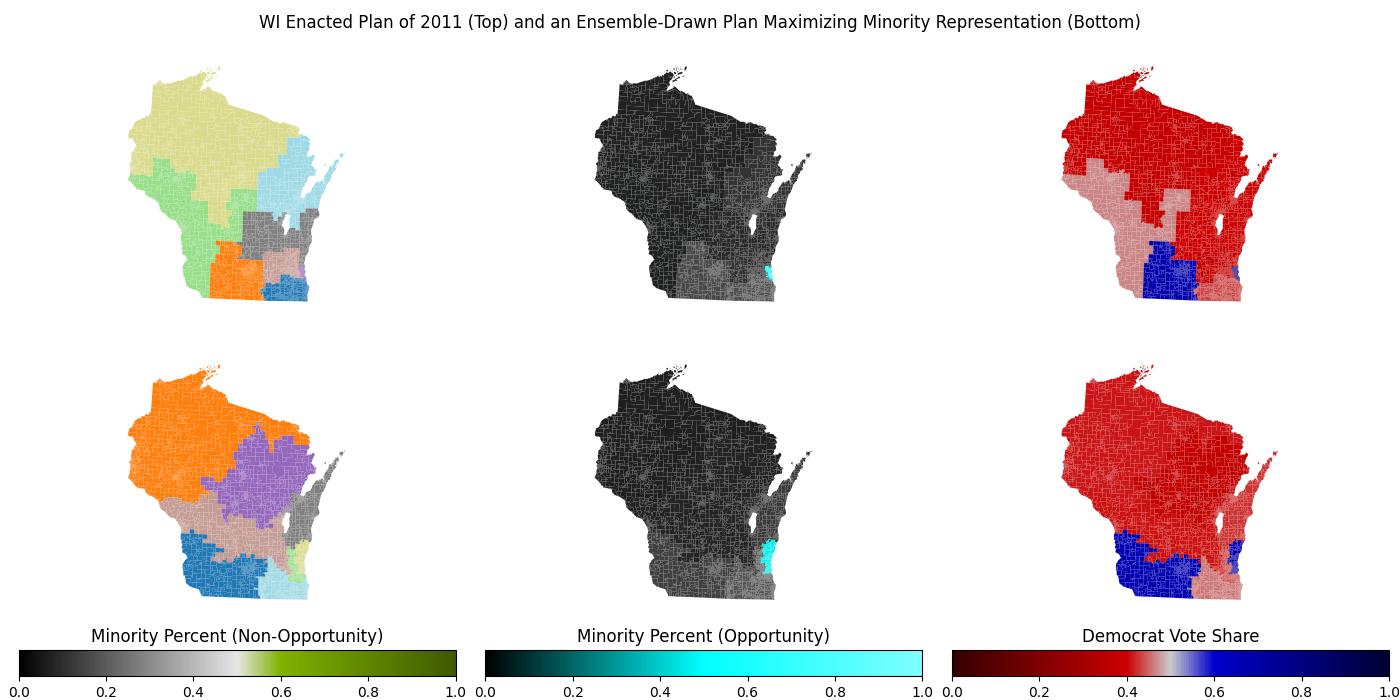 WI Enacted Plan of 2011 (Top) and an Ensemble-Drawn Plan Maximizing Minority Representation (Bottom)
Minority Percent (Non-Opportunity)
0.0 0.2 0.4 0.6 0.8 1.0
Minority Percent (Opportunity)
0.0 0.2 0.4 0.6 0.8 1.0
Democrat Vote Share
0.0 0.2 0.4 0.6 0.8 1.0